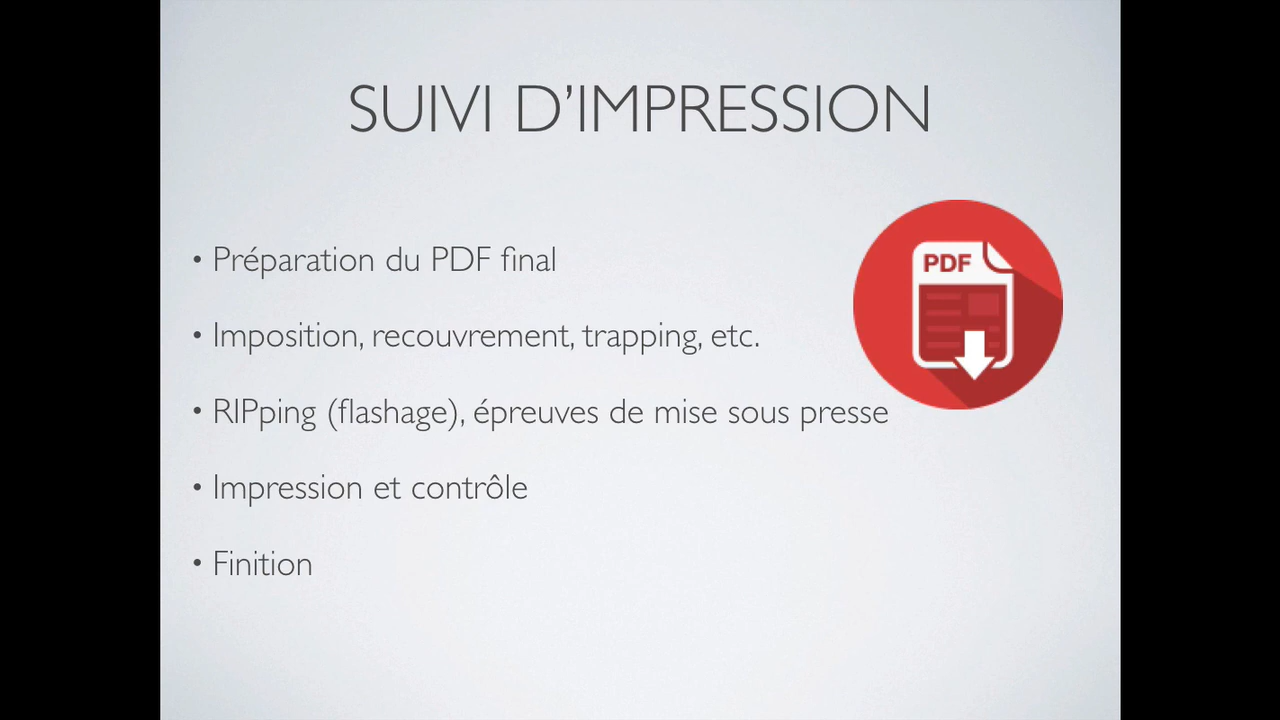 SUIVI D’IMPRESSION
• Préparation du PDF final
PDF
• Imposition, recouvrement, trapping, etc.
• RIPping (flashage), épreuves de mise sous presse
• Impression et contrôle
• Finition